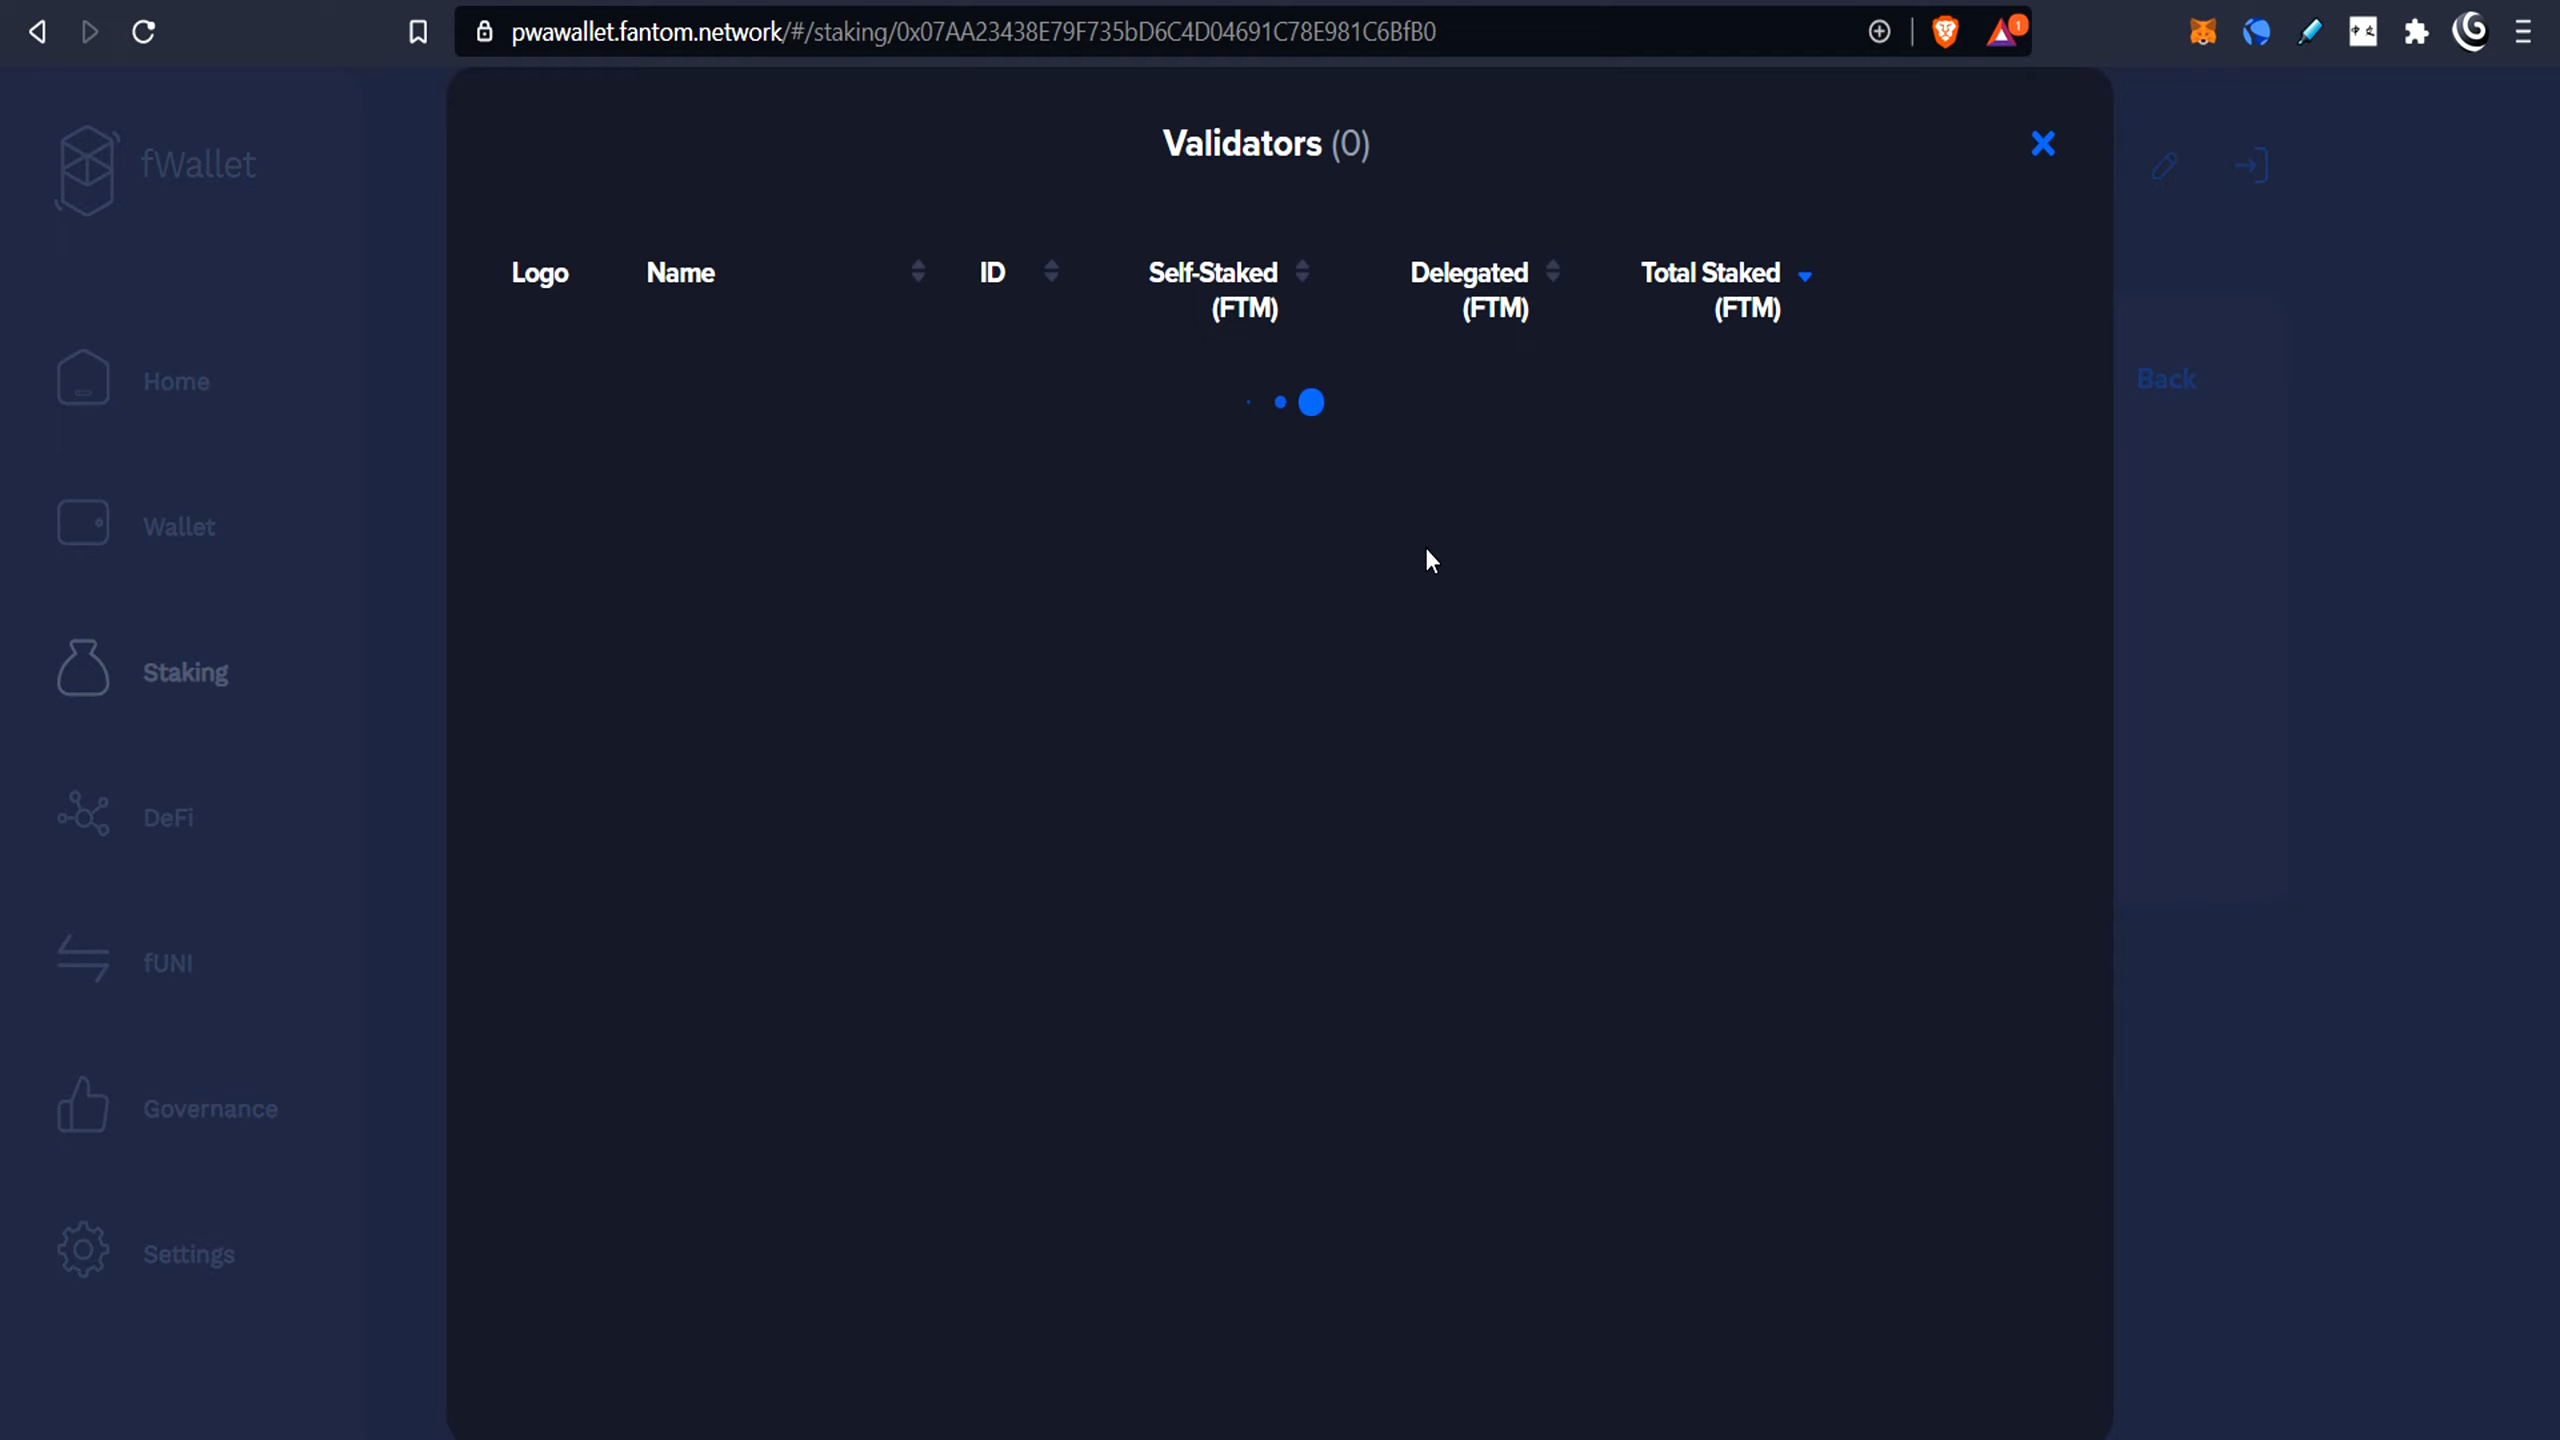 pwawallet.fantom.network/#/staking/0x07AA23438E79F735bD6C4D04691C78E981C6BfB0
1
fWallet
Validators (0)
Logo
Name
ID
Self-Staked
(FTM)
Delegated
(FTM)
Total Staked
(FTM)
Home
Back
Wallet
Staking
DeFi
fUNI
Governance
Settings